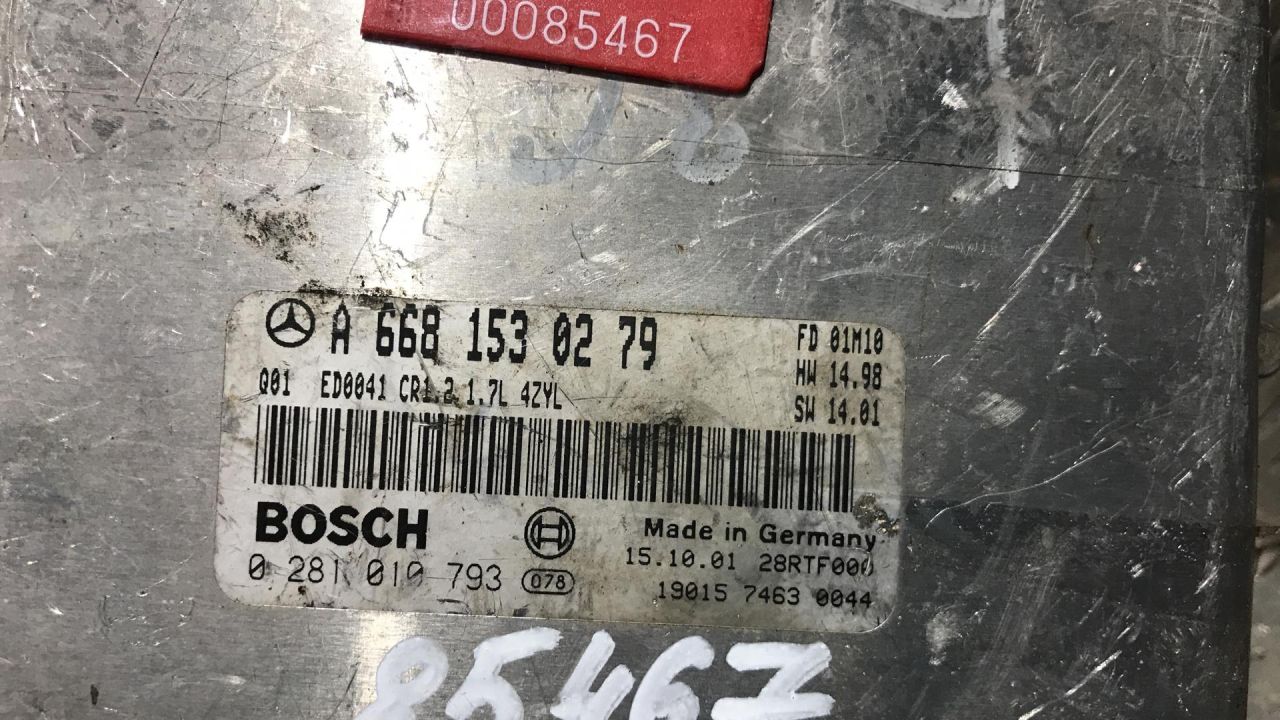 00085467
A 668 153 02 79
FD 01M10
HW 14.98
SW 14.01
Q01 ED0041 CR1.2 1.7L 4ZYL
BOSCH
Made in Germany
15.10.01 28RTF000
0 281 010 793 078
19015 7463 0044
85467